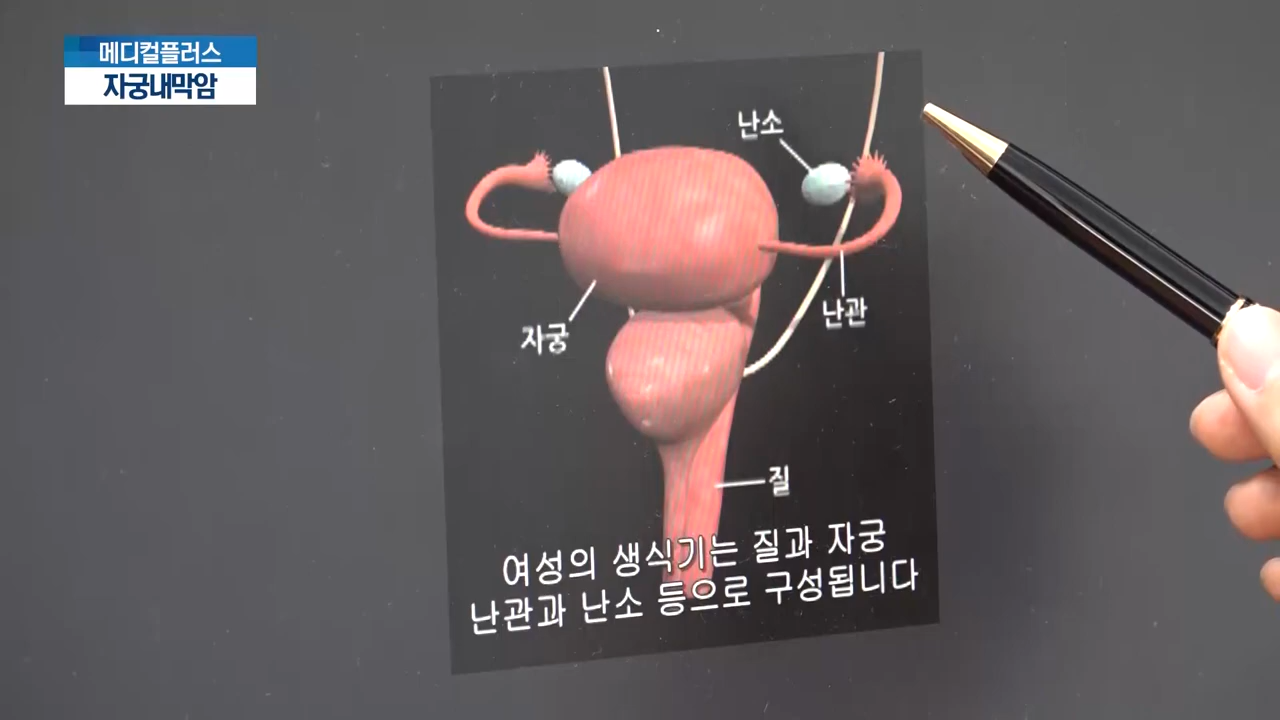 메디컬플러스
자궁내막암
난소
난관
자궁
질
여성의 생식기는 질과 자궁
난관과 난소 등으로 구성됩니다